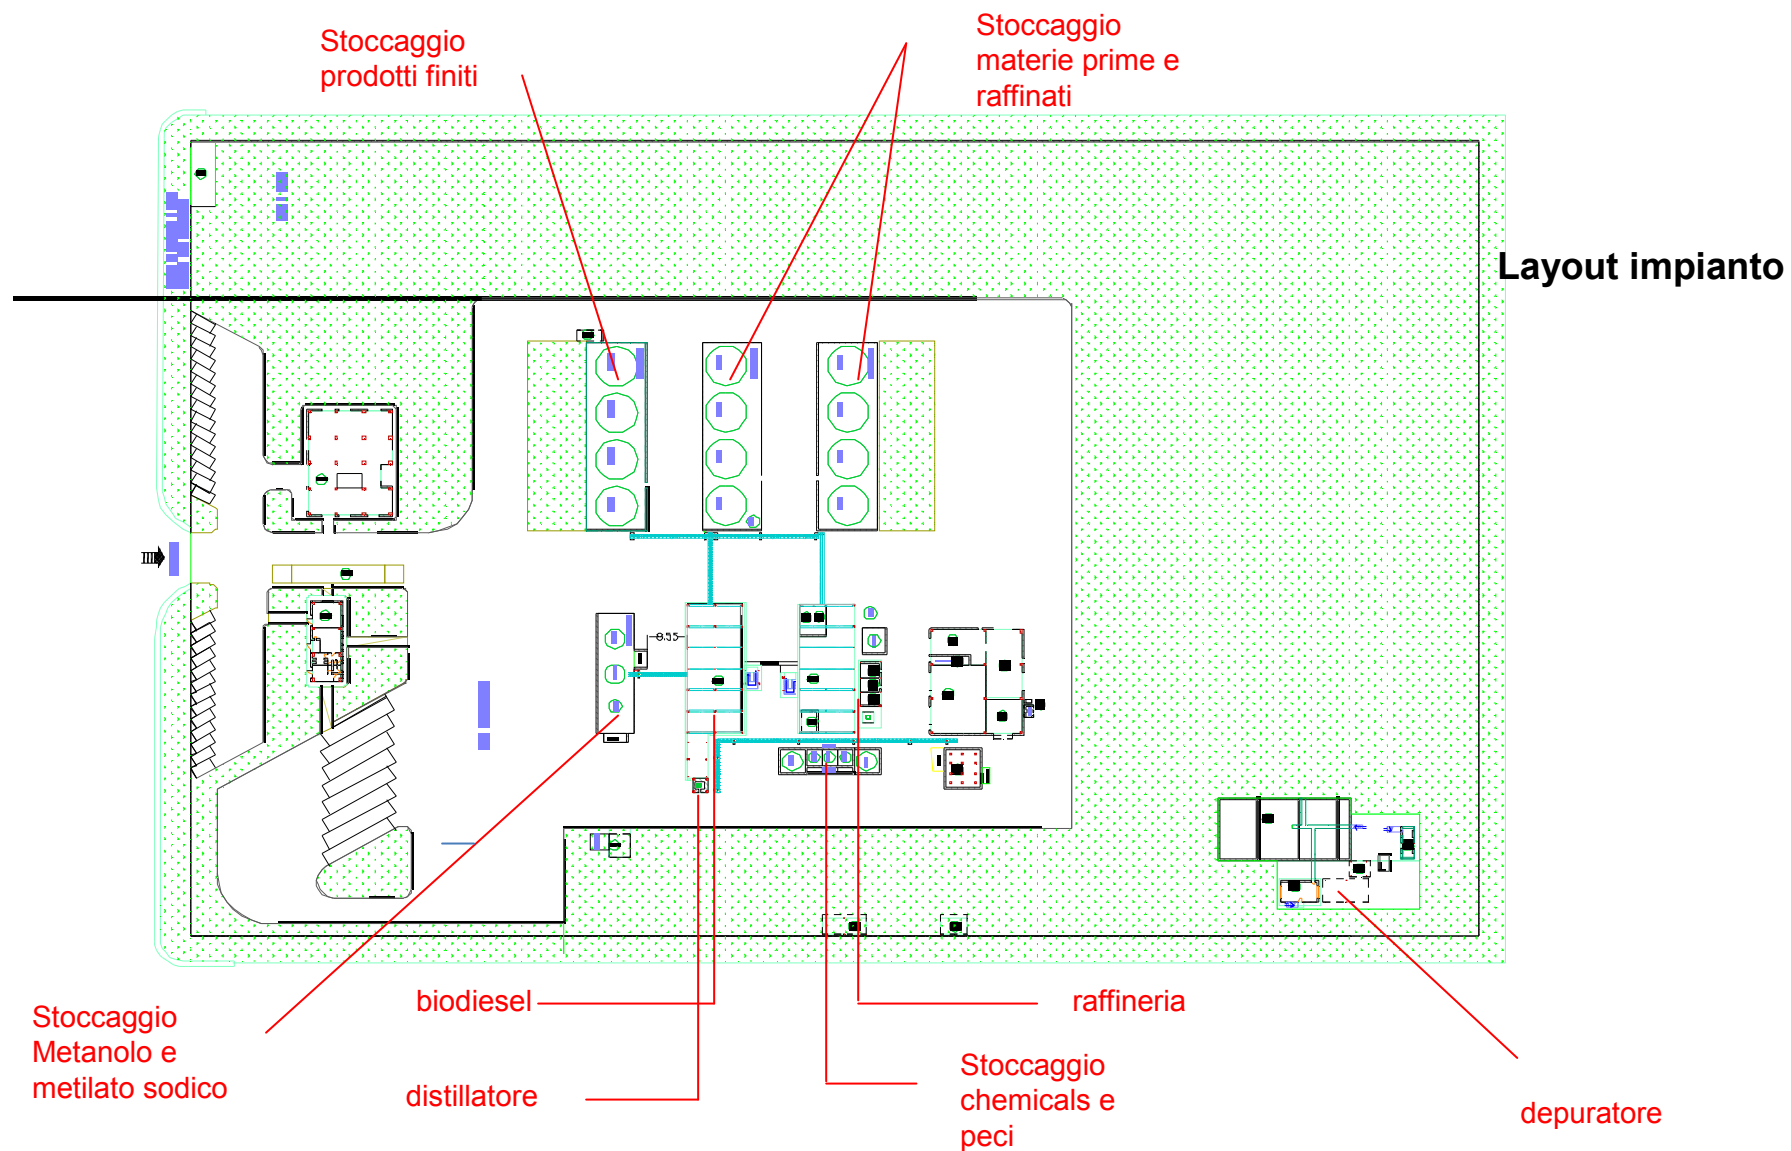 Stoccaggio
prodotti finiti
Stoccaggio
materie prime e
raffinati
Layout impianto
Stoccaggio
Metanolo e
metilato sodico
biodiesel
distillatore
raffineria
Stoccaggio
chemicals e
peci
depuratore